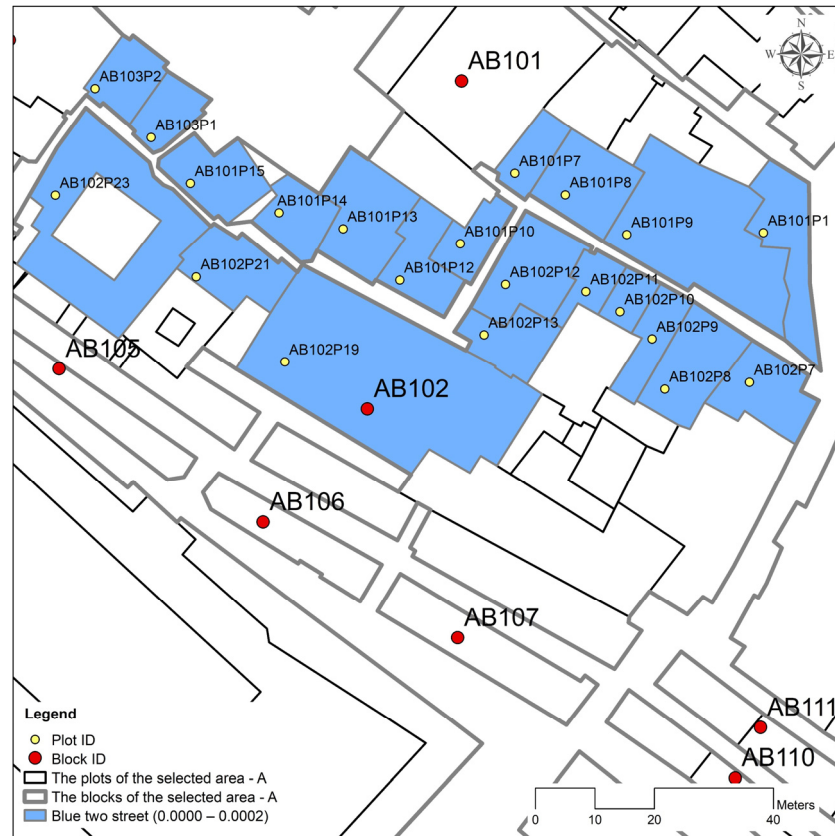 N
W E
S
AB101
AB103P2
AB103P1
AB101P15
AB102P23
AB101P14
AB101P13
AB101P10
AB101P12
AB101P7
AB101P8
AB101P9
AB101P1
AB102P21
AB102P12
AB102P11
AB102P10
AB102P13
AB102P9
AB102P8
AB102P7
AB105
AB102P19
AB102
AB106
AB107
AB111
AB110
Legend
Plot ID
Block ID
The plots of the selected area - A
The blocks of the selected area - A
Blue two street (0.0000 – 0.0002)
Meters
0 10 20 40